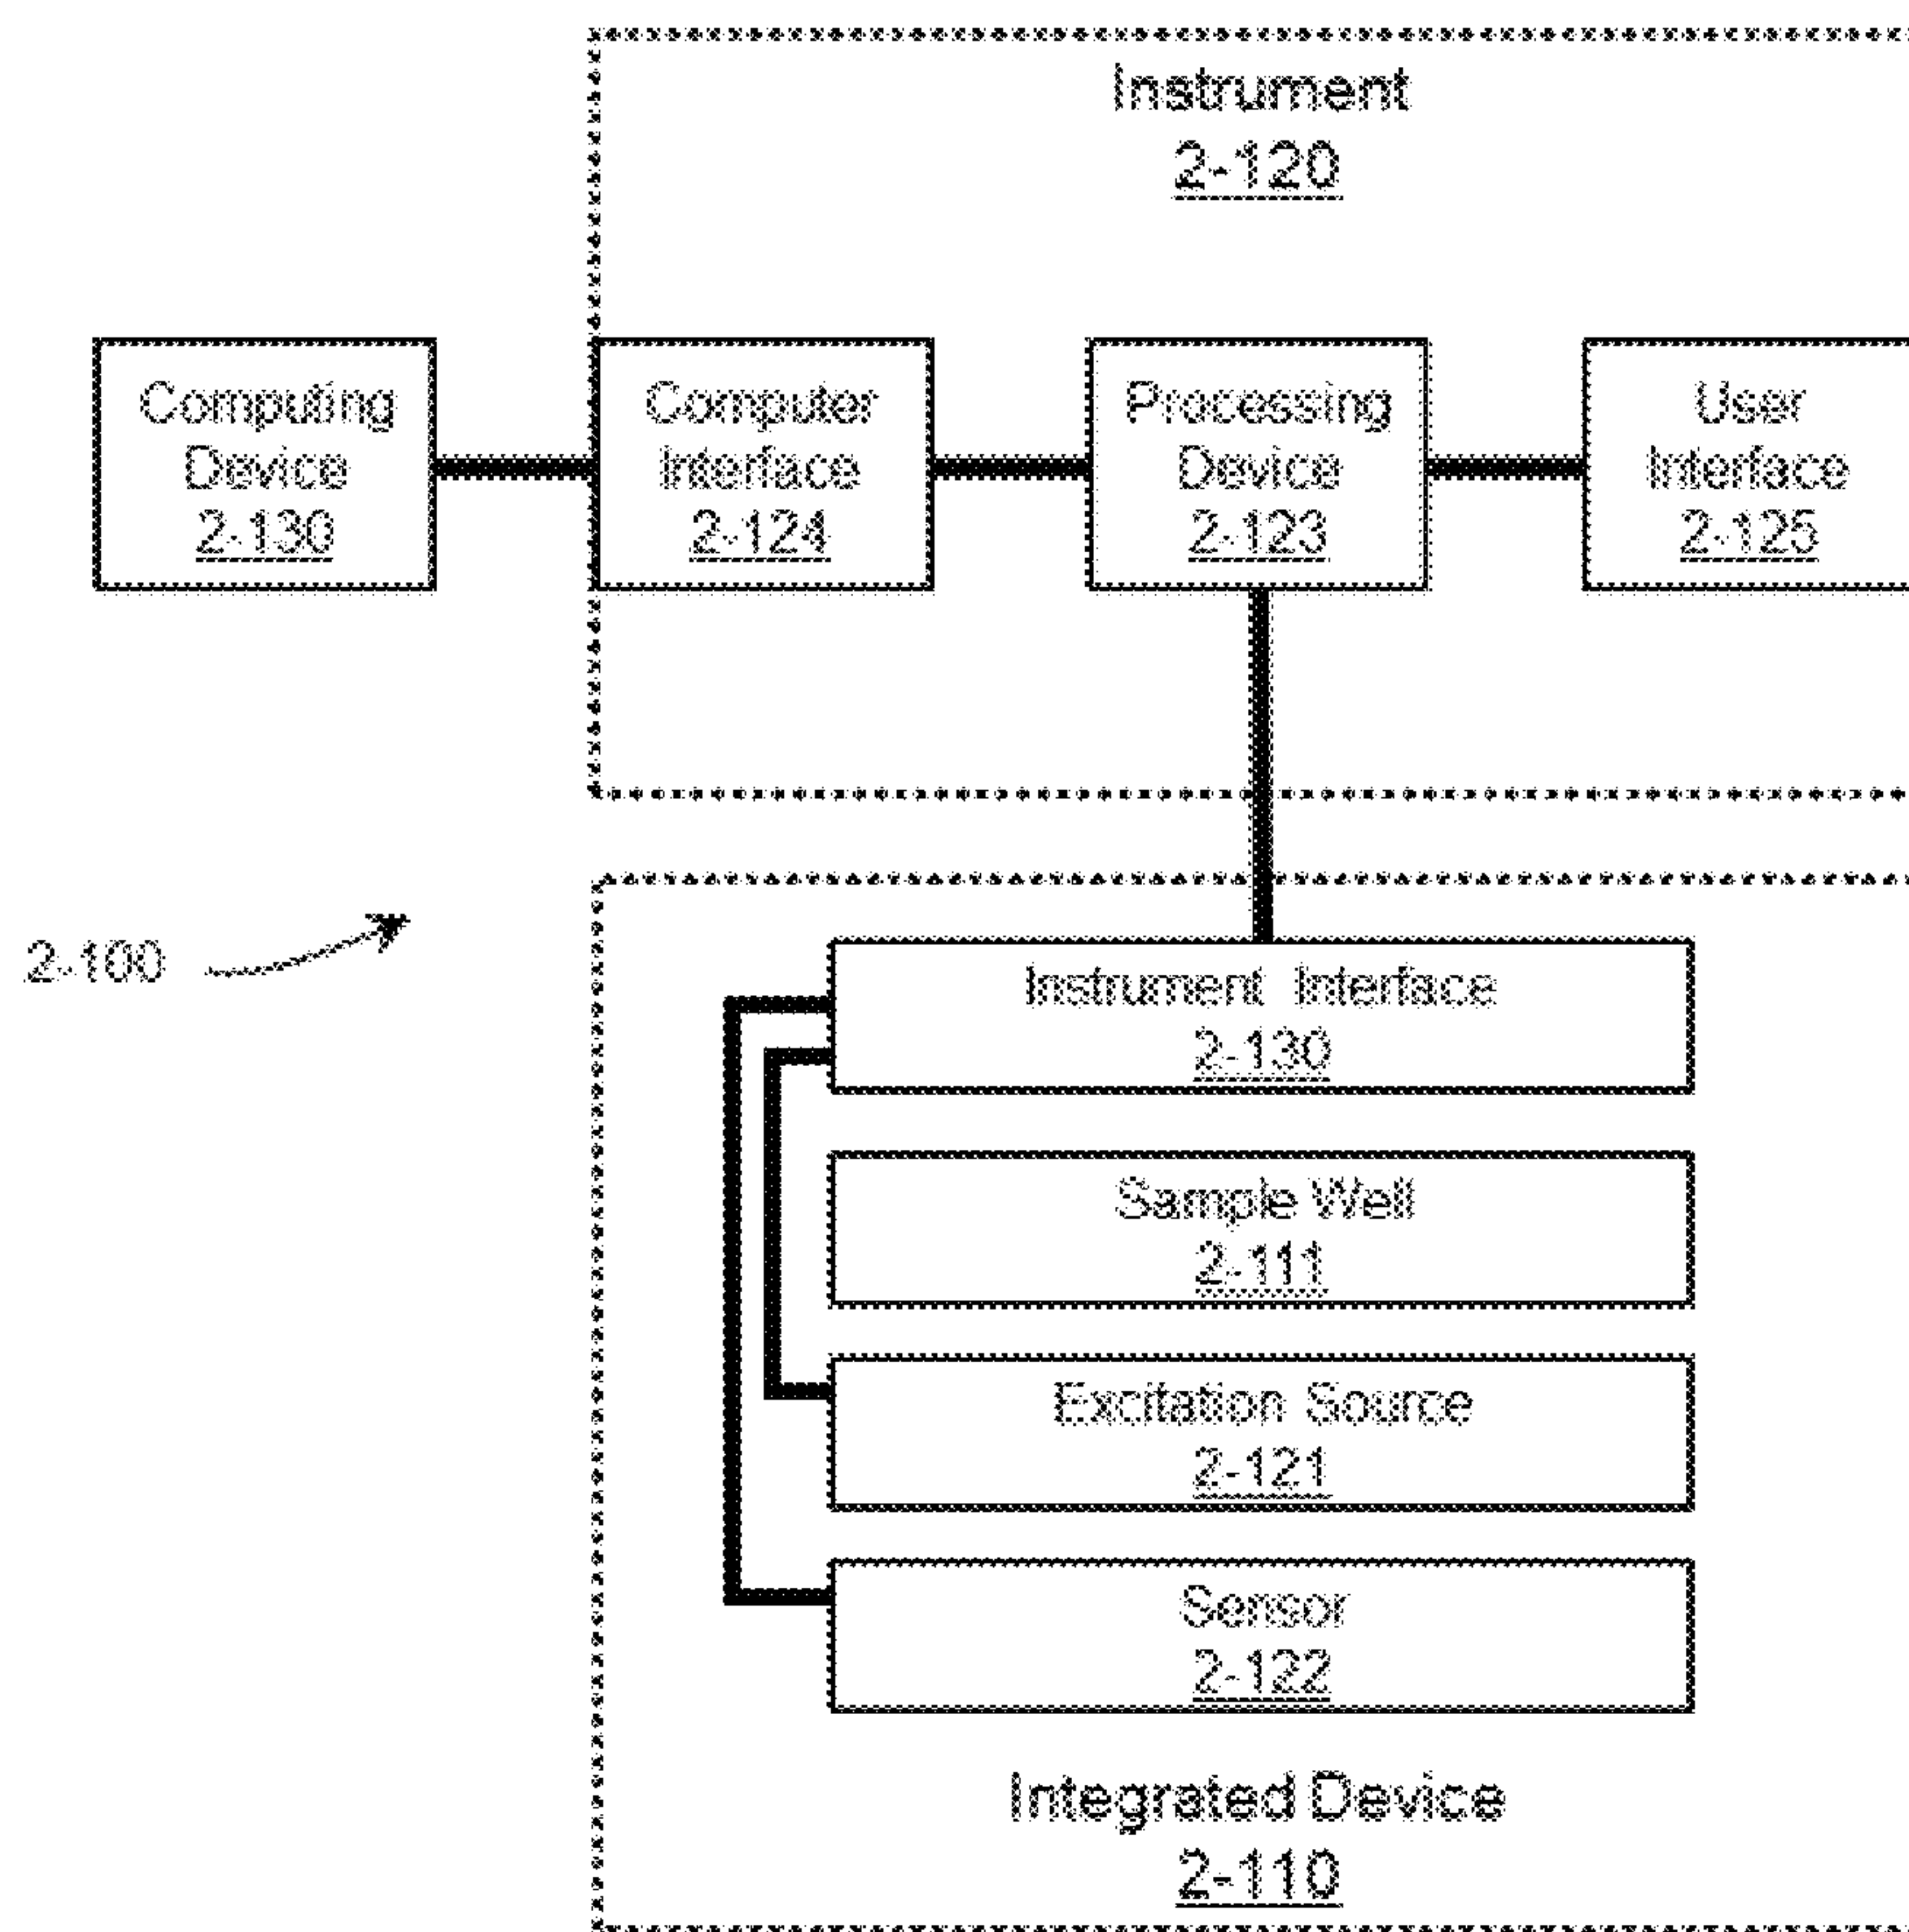 Instrument
2-120
Computing
Device
2-130
Computer
Interface
2-124
Processing
Device
2-123
User
Interface
2-125
2-100
Instrument Interface
2-130
Sample Well
2-111
Excitation Source
2-121
Sensor
2-122
Integrated Device
2-110